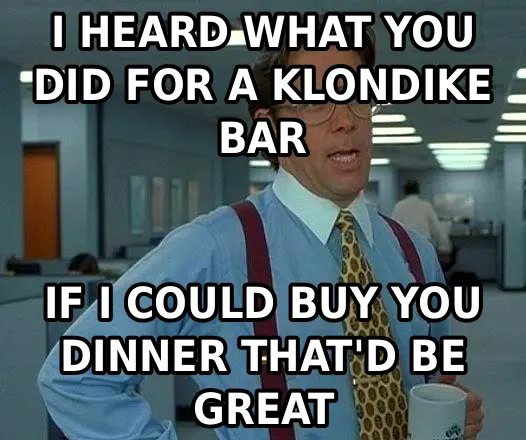 I HEARD WHAT YOU
DID FOR A KLONDIKE
BAR
IF I COULD BUY YOU
DINNER THAT'D BE
GREAT